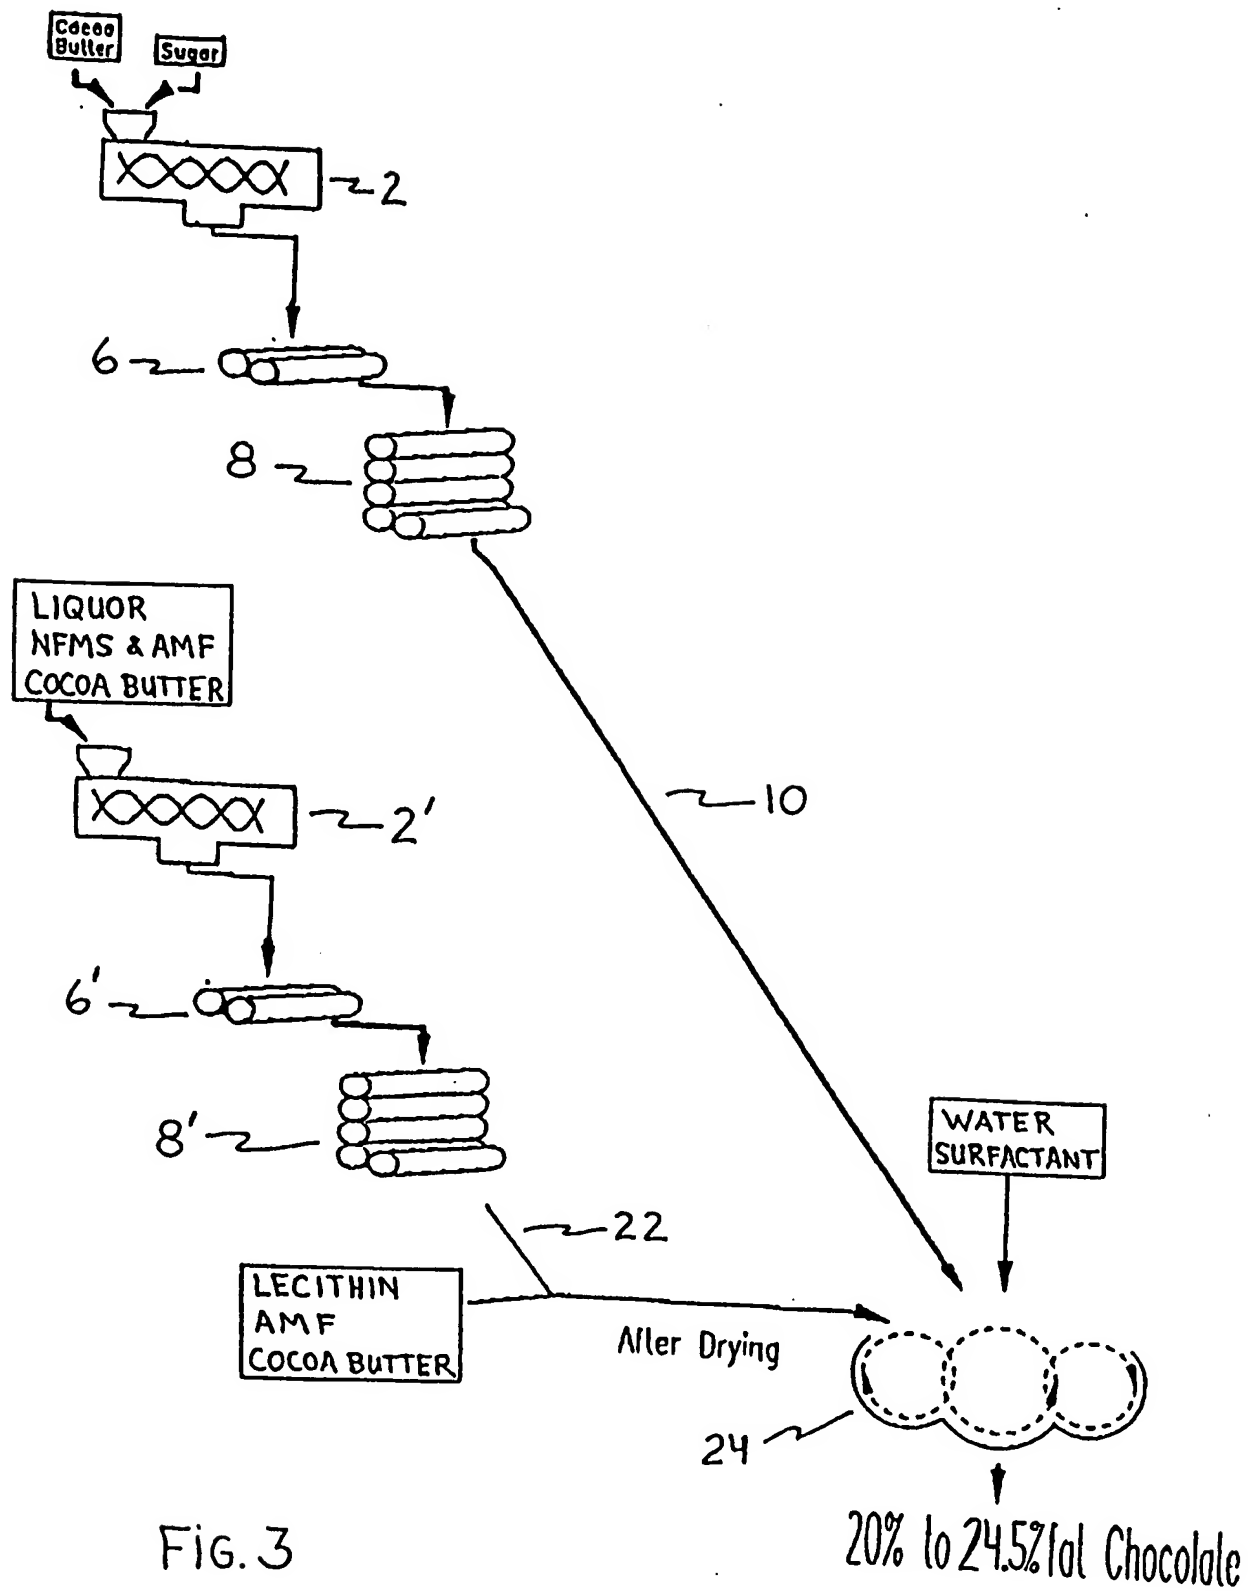 Cocoa
Butter
Sugar
2
6
8
LIQUOR
NFMS & AMF
COCOA BUTTER
10
2'
6'
8'
WATER
SURFACTANT
22
LECITHIN
AMF
COCOA BUTTER
After Drying
24
20% to 24.5% fat Chocolate
FIG. 3